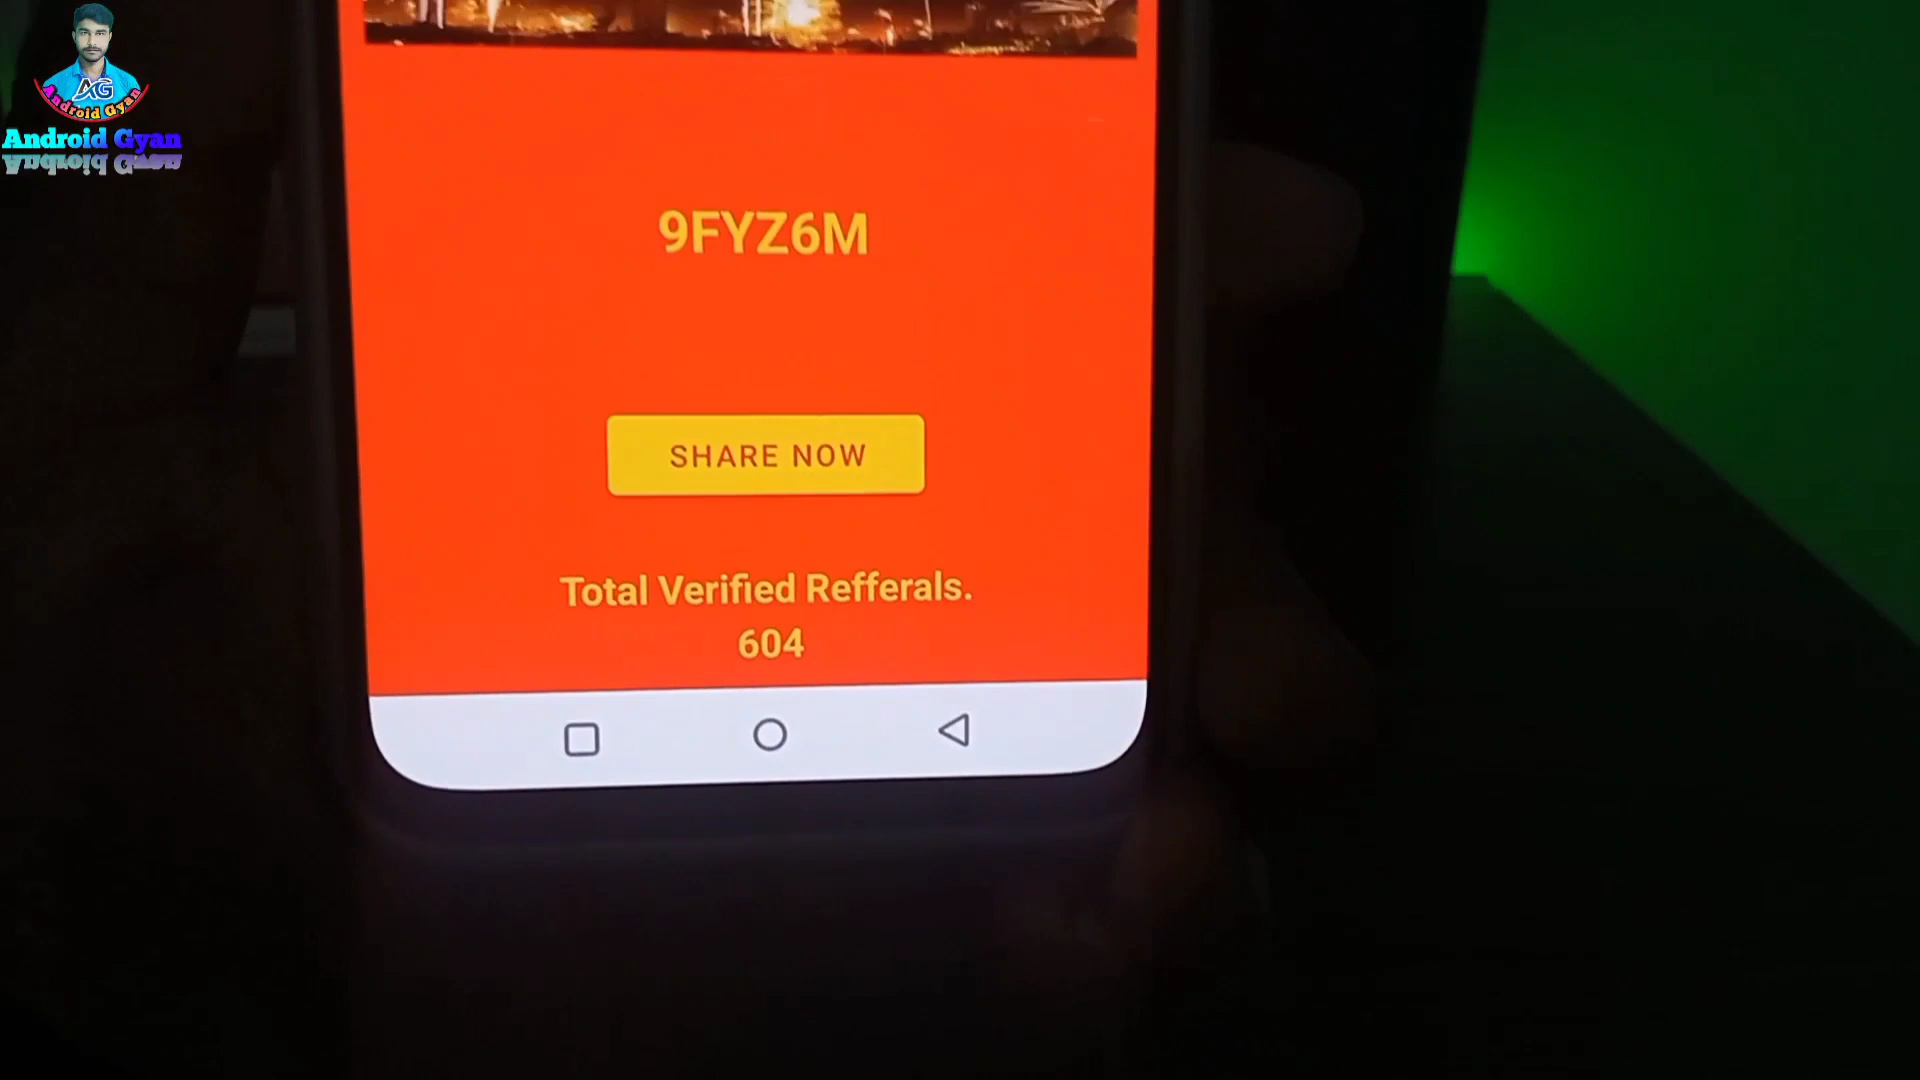 AG
Android Gyan
Android Gyan
9FYZ6M
SHARE NOW
Total Verified Refferals.
604